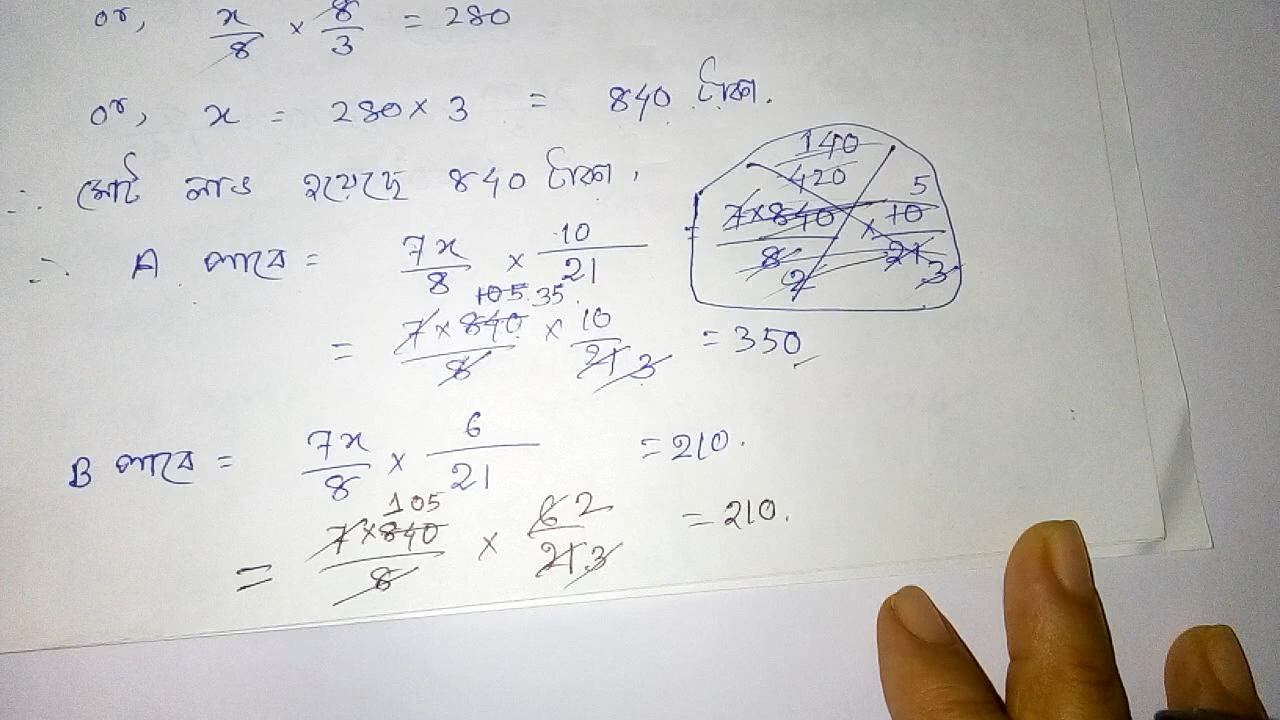 or, x/8 × 8/3 = 280
or, x = 280 × 3 = 840 টাকা.
∴ মোট লাভ হয়েছে 840 টাকা,
140
420
7×840/8 × 10/21
5
2
3
∴ A পাবে = 7x/8 × 10/21
105 35
= 7×840/8 × 10/21 3 = 350
B পাবে = 7x/8 × 6/21 = 210.
105
= 7×840/8 × 6 2/21 3 = 210.